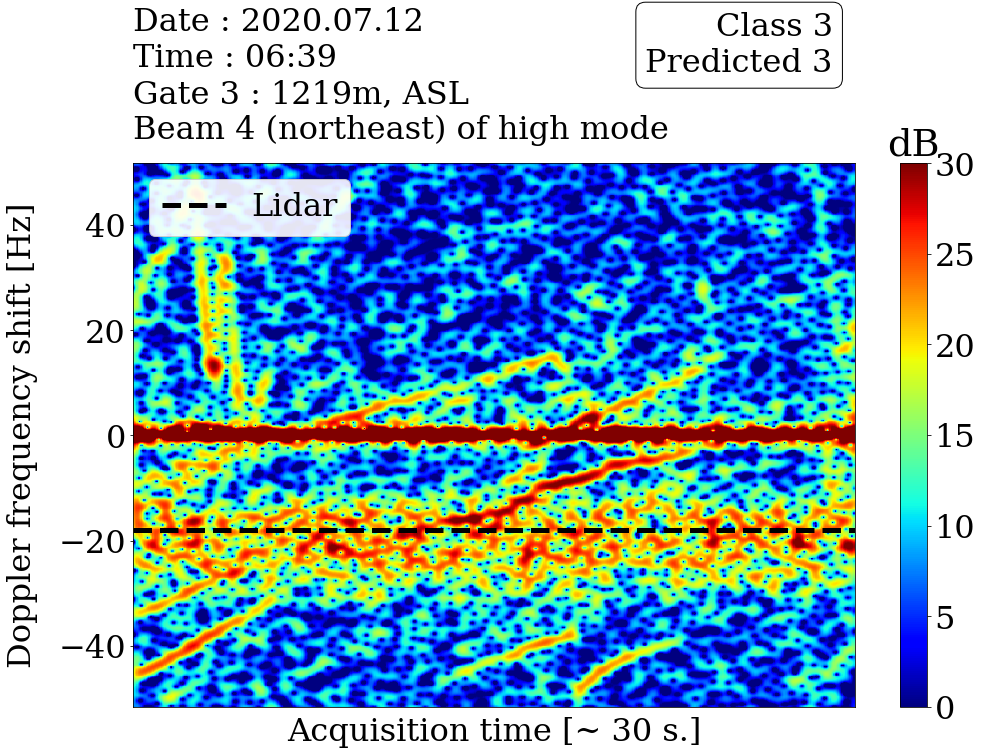 Date : 2020.07.12
Time : 06:39
Gate 3 : 1219m, ASL
Beam 4 (northeast) of high mode
Class 3
Predicted 3
dB
Lidar
Doppler frequency shift [Hz]
40
20
0
−20
−40
30
25
20
15
10
5
0
Acquisition time [~ 30 s.]